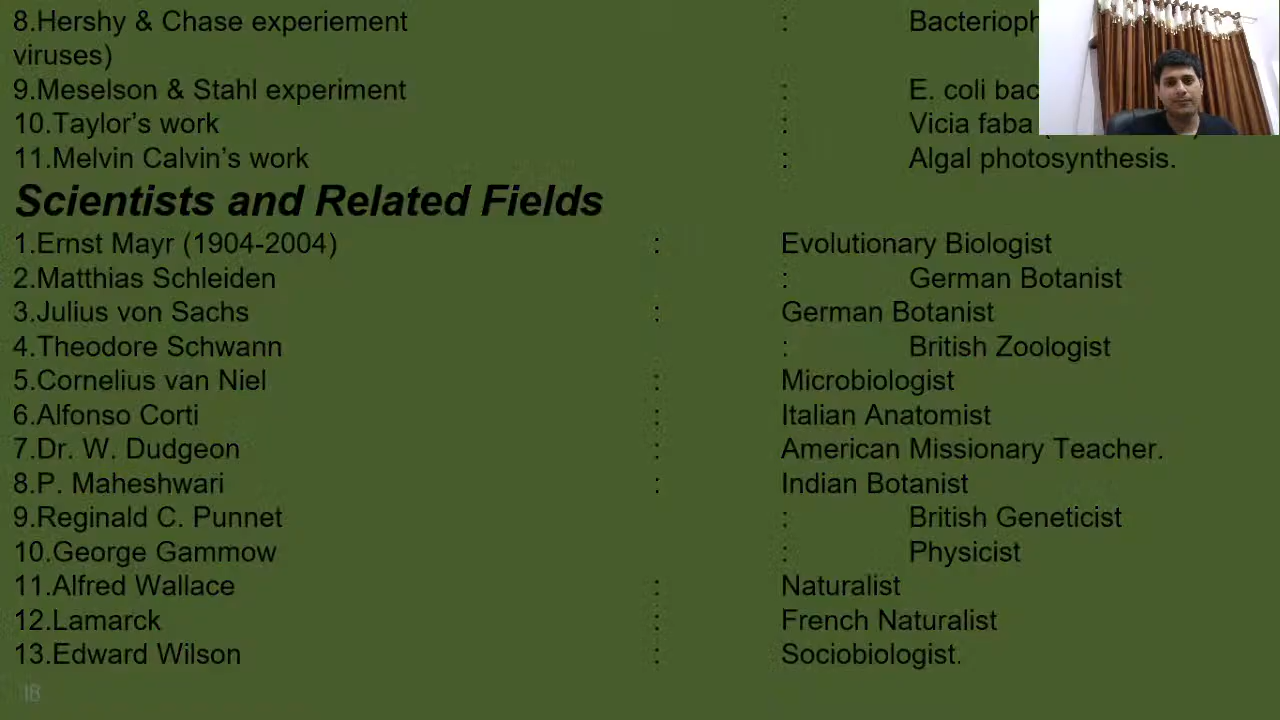 8.Hershy & Chase experiement : Bacterioph
viruses)
9.Meselson & Stahl experiment : E. coli bac
10.Taylor’s work : Vicia faba
11.Melvin Calvin’s work : Algal photosynthesis.
Scientists and Related Fields
1.Ernst Mayr (1904-2004) : Evolutionary Biologist
2.Matthias Schleiden : German Botanist
3.Julius von Sachs : German Botanist
4.Theodore Schwann : British Zoologist
5.Cornelius van Niel : Microbiologist
6.Alfonso Corti : Italian Anatomist
7.Dr. W. Dudgeon : American Missionary Teacher.
8.P. Maheshwari : Indian Botanist
9.Reginald C. Punnet : British Geneticist
10.George Gammow : Physicist
11.Alfred Wallace : Naturalist
12.Lamarck : French Naturalist
13.Edward Wilson : Sociobiologist.
18